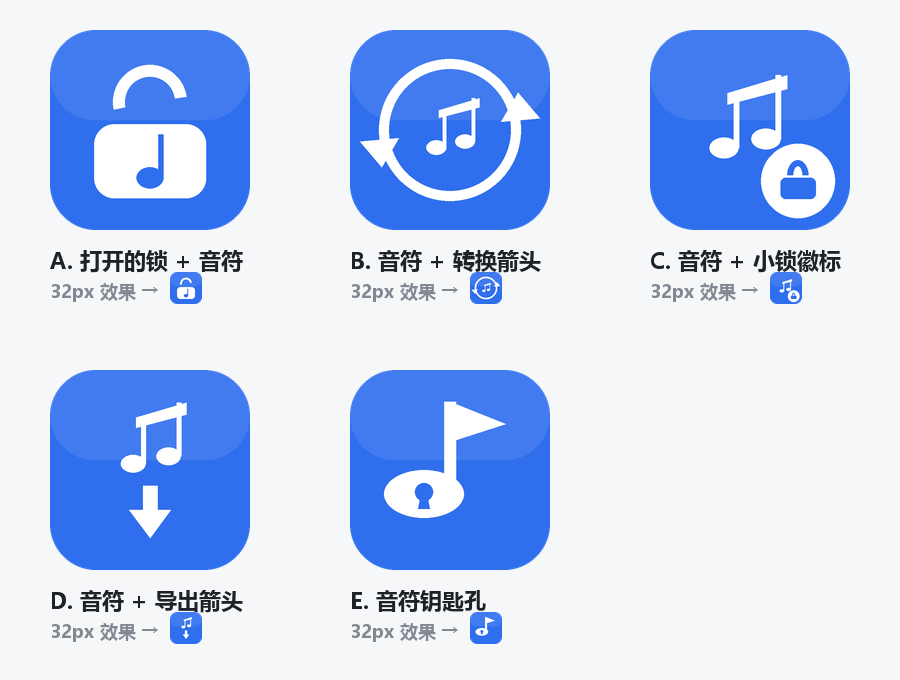 A. 打开的锁 + 音符
32px 效果 →
B. 音符 + 转换箭头
32px 效果 →
C. 音符 + 小锁徽标
32px 效果 →
D. 音符 + 导出箭头
32px 效果 →
E. 音符钥匙孔
32px 效果 →